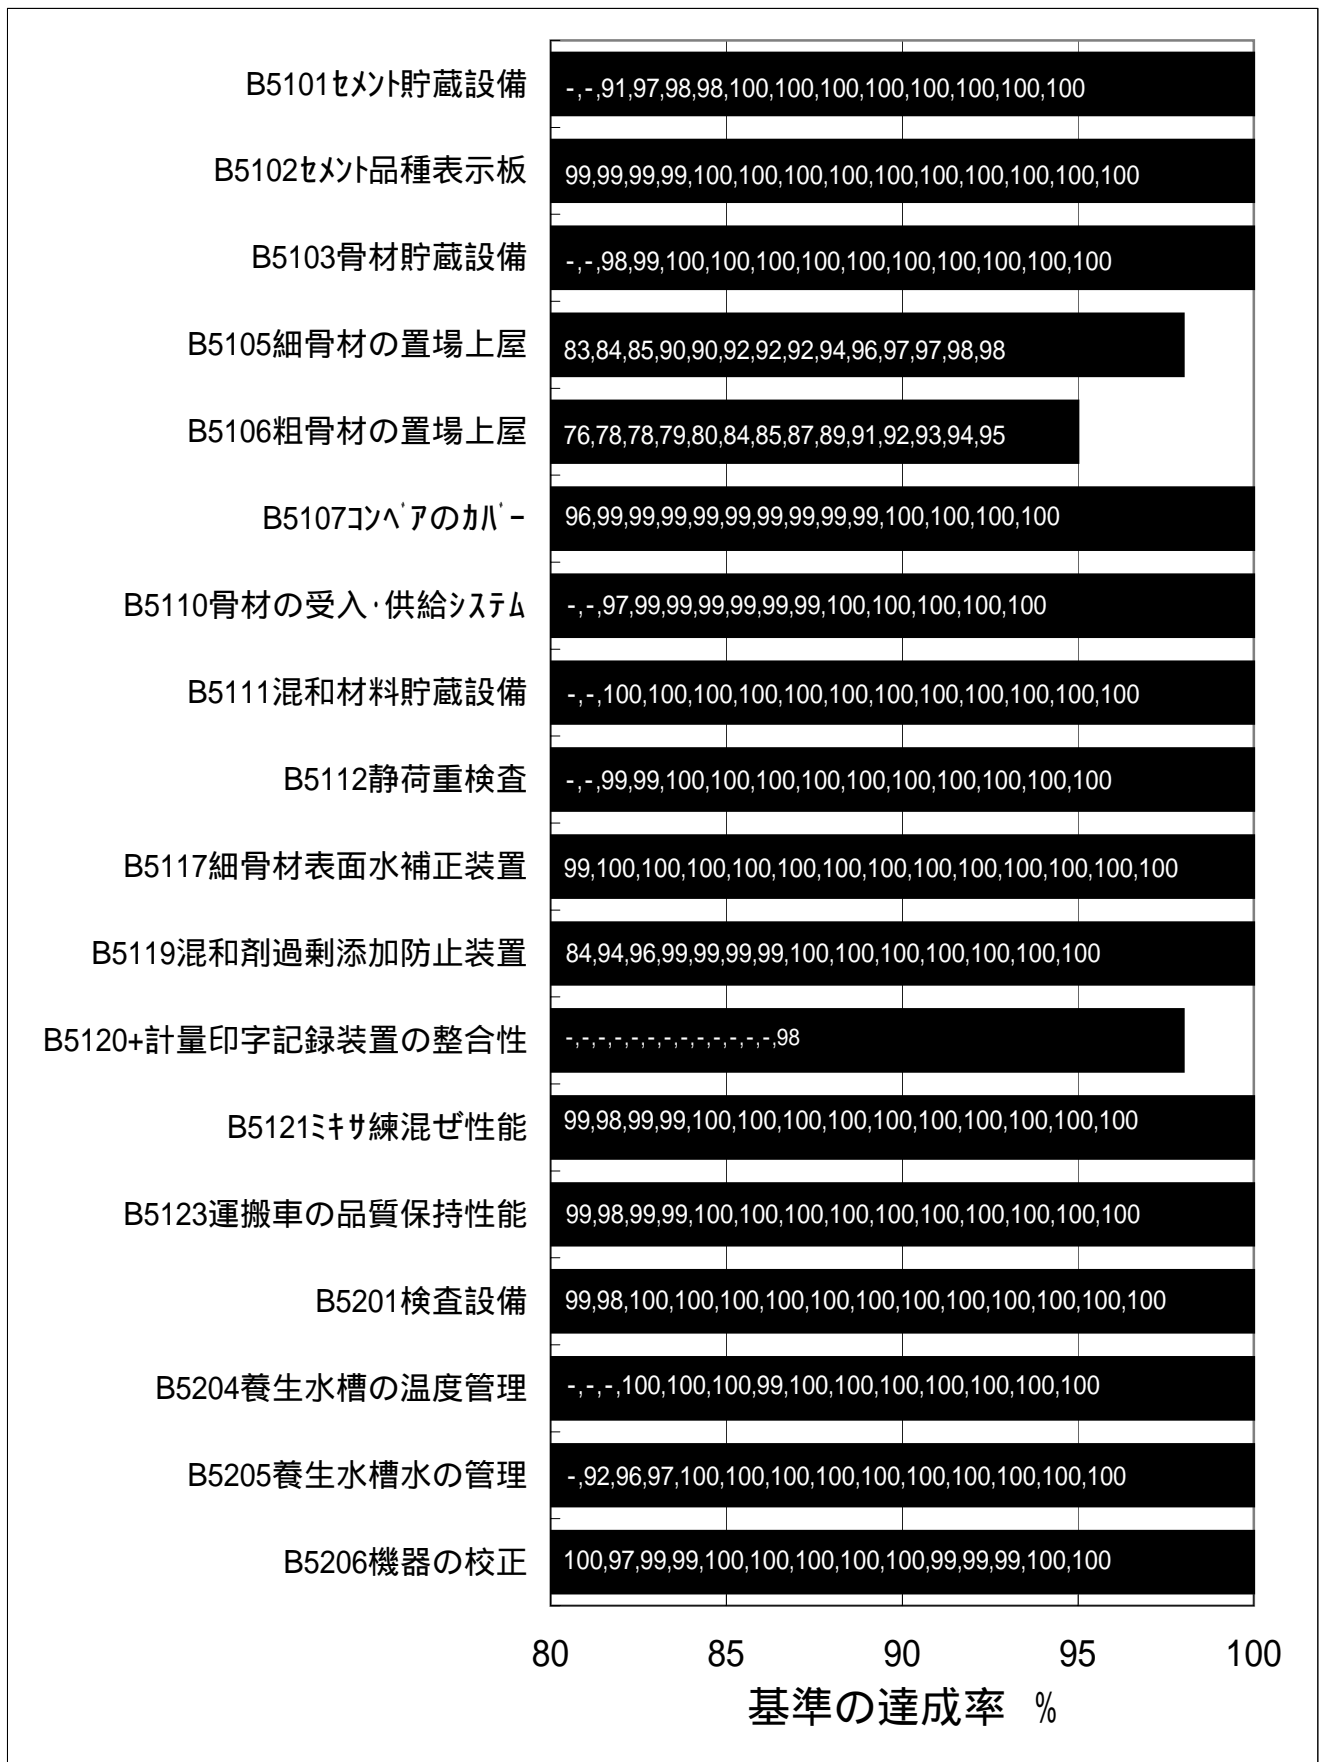 B5101ｾﾒﾝﾄ貯蔵設備 -,-,91,97,98,98,100,100,100,100,100,100,100,100
B5102ｾﾒﾝﾄ品種表示板 99,99,99,99,100,100,100,100,100,100,100,100,100,100
B5103骨材貯蔵設備 -,-,98,99,100,100,100,100,100,100,100,100,100,100
B5105細骨材の置場上屋 83,84,85,90,90,92,92,92,94,96,97,97,98,98
B5106粗骨材の置場上屋 76,78,78,79,80,84,85,87,89,91,92,93,94,95
B5107ｺﾝﾍﾞｱのｶﾊﾞｰ 96,99,99,99,99,99,99,99,99,99,100,100,100,100
B5110骨材の受入･供給ｼｽﾃﾑ -,-,97,99,99,99,99,99,99,100,100,100,100,100
B5111混和材料貯蔵設備 -,-,100,100,100,100,100,100,100,100,100,100,100,100
B5112静荷重検査 -,-,99,99,100,100,100,100,100,100,100,100,100,100
B5117細骨材表面水補正装置 99,100,100,100,100,100,100,100,100,100,100,100,100,100
B5119混和剤過剰添加防止装置 84,94,96,99,99,99,99,100,100,100,100,100,100,100
B5120+計量印字記録装置の整合性 -,-,-,-,-,-,-,-,-,-,-,-,-,98
B5121ﾐｷｻ練混ぜ性能 99,98,99,99,100,100,100,100,100,100,100,100,100,100
B5123運搬車の品質保持性能 99,98,99,99,100,100,100,100,100,100,100,100,100,100
B5201検査設備 99,98,100,100,100,100,100,100,100,100,100,100,100,100
B5204養生水槽の温度管理 -,-,-,100,100,100,99,100,100,100,100,100,100,100
B5205養生水槽水の管理 -,92,96,97,100,100,100,100,100,100,100,100,100,100
B5206機器の校正 100,97,99,99,100,100,100,100,100,99,99,99,100,100
80 85 90 95 100
基準の達成率 %